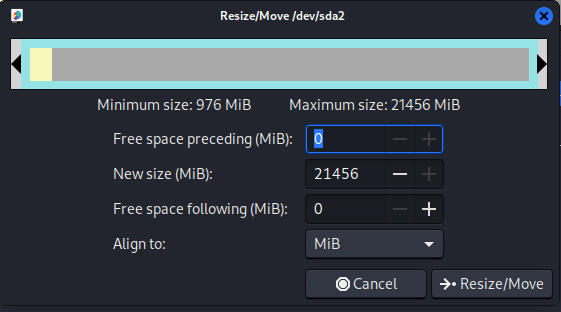 Resize/Move /dev/sda2
Minimum size: 976 MiB Maximum size: 21456 MiB
Free space preceding (MiB): 0
New size (MiB): 21456
Free space following (MiB): 0
Align to: MiB
Cancel Resize/Move